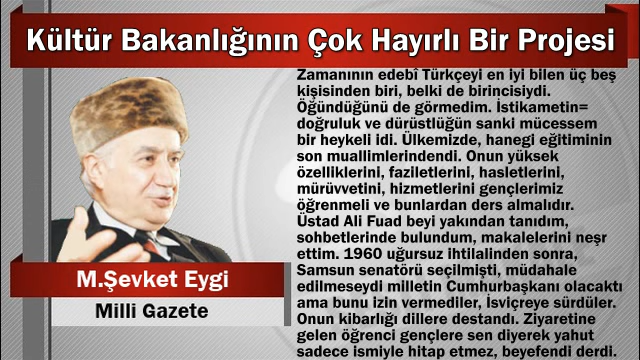 Kültür Bakanlığının Çok Hayırlı Bir Projesi
Zamanının edebî Türkçeyi en iyi bilen üç beş
kişisinden biri, belki de birincisiydi.
Öğündüğünü de görmedim. İstikametin=
doğruluk ve dürüstlüğün sanki mücessem
bir heykeli idi. Ülkemizde, hanegi eğitiminin
son muallimlerindendi. Onun yüksek
özelliklerini, faziletlerini, hasletlerini,
mürüvvetini, hizmetlerini gençlerimiz
öğrenmeli ve bunlardan ders almalıdır.
Üstad Ali Fuad beyi yakından tanıdım,
sohbetlerinde bulundum, makalelerini neşr
ettim. 1960 uğursuz ihtilalinden sonra,
Samsun senatörü seçilmişti, müdahale
edilmeseydi milletin Cumhurbaşkanı olacaktı
ama bunu izin vermediler, İsviçreye sürdüler.
Onun kibarlığı dillere destandı. Ziyaretine
gelen öğrenci gençlere sen diyerek yahut
sadece ismiyle hitap etmez, beyefendi derdi.
M.Şevket Eygi
Milli Gazete